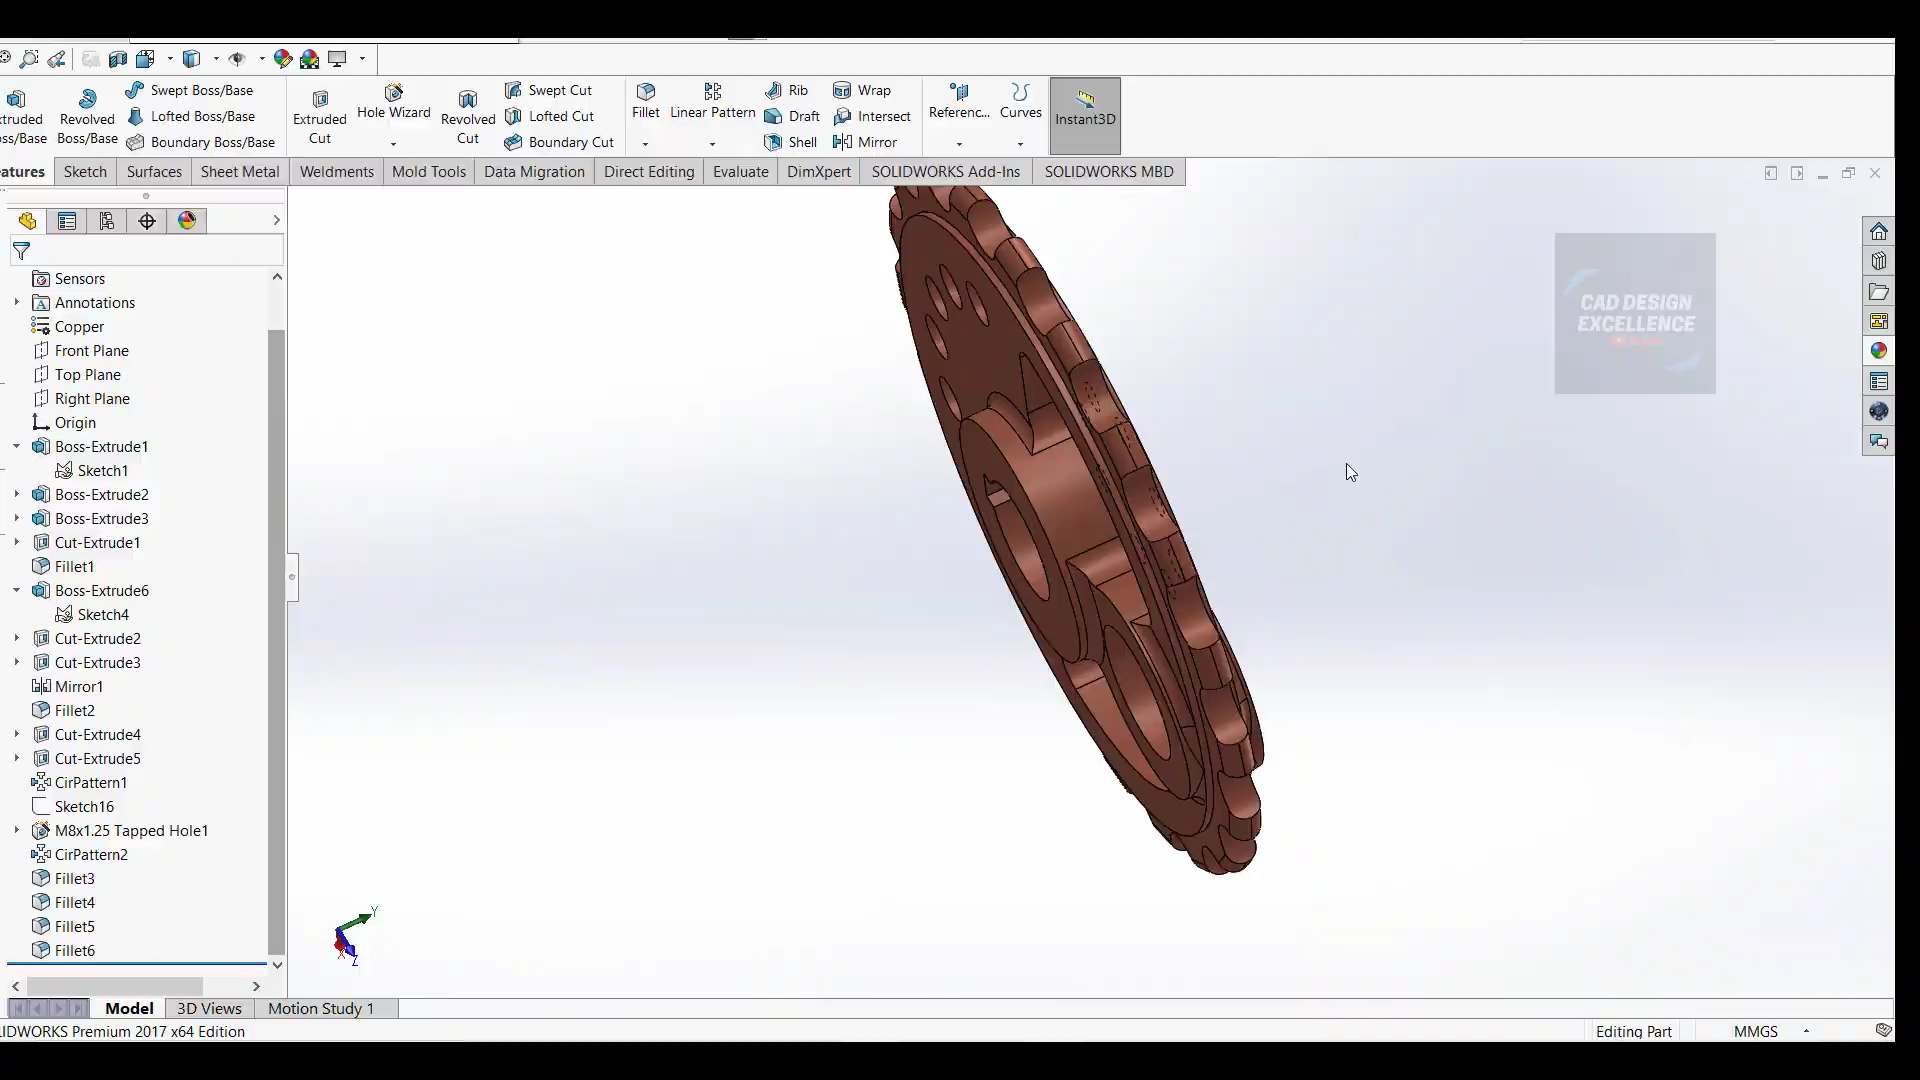 Swept Boss/Base
Lofted Boss/Base
Boundary Boss/Base
Revolved
Boss/Base
Extruded
Cut
Hole Wizard
Revolved
Cut
Swept Cut
Lofted Cut
Boundary Cut
Fillet
Linear Pattern
Rib
Draft
Shell
Wrap
Intersect
Mirror
Referenc...
Curves
Instant3D
truded
ss/Base
atures
Sketch
Surfaces
Sheet Metal
Weldments
Mold Tools
Data Migration
Direct Editing
Evaluate
DimXpert
SOLIDWORKS Add-Ins
SOLIDWORKS MBD
Sensors
Annotations
Copper
Front Plane
Top Plane
Right Plane
Origin
Boss-Extrude1
Sketch1
Boss-Extrude2
Boss-Extrude3
Cut-Extrude1
Fillet1
Boss-Extrude6
Sketch4
Cut-Extrude2
Cut-Extrude3
Mirror1
Fillet2
Cut-Extrude4
Cut-Extrude5
CirPattern1
Sketch16
M8x1.25 Tapped Hole1
CirPattern2
Fillet3
Fillet4
Fillet5
Fillet6
CAD DESIGN
EXCELLENCE
Y
X
Z
Model
3D Views
Motion Study 1
LIDWORKS Premium 2017 x64 Edition
Editing Part
MMGS